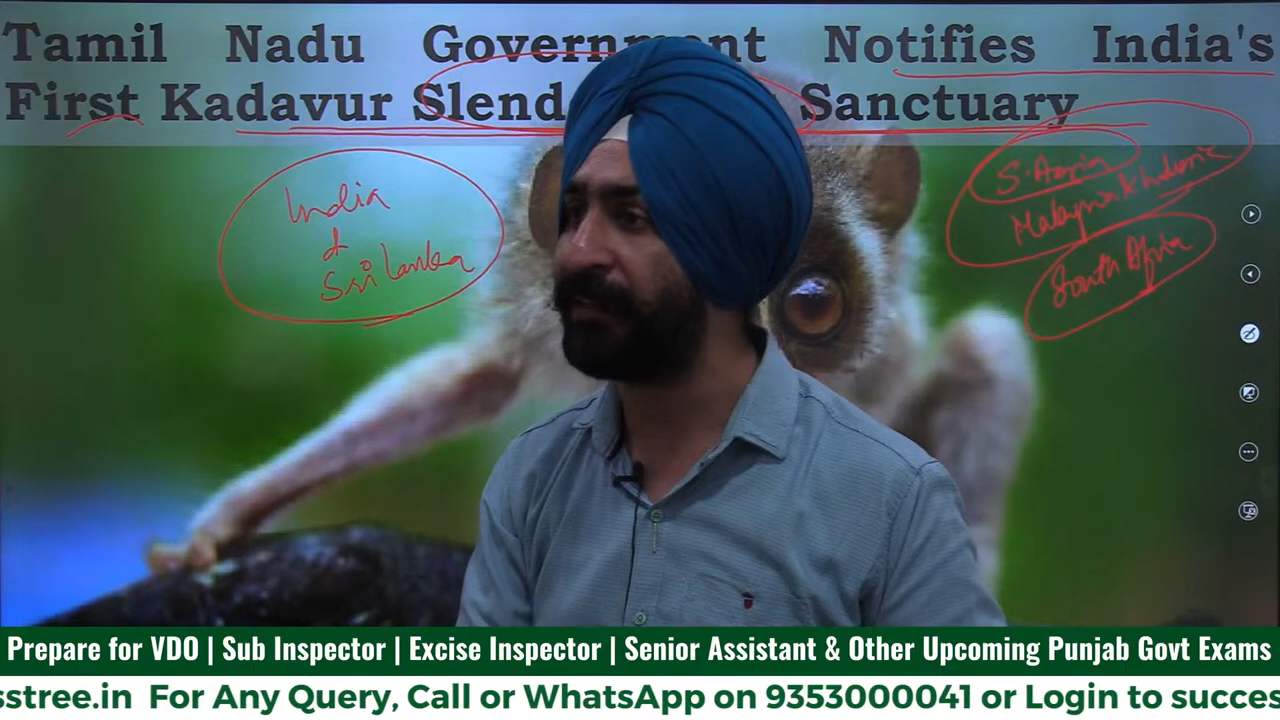 Tamil Nadu Government Notifies India's
First Kadavur Slend Sanctuary
India
&
Sri Lanka
S. Asia
South Africa
Prepare for VDO | Sub Inspector | Excise Inspector | Senior Assistant & Other Upcoming Punjab Govt Exams
sstree.in For Any Query, Call or WhatsApp on 9353000041 or Login to succes